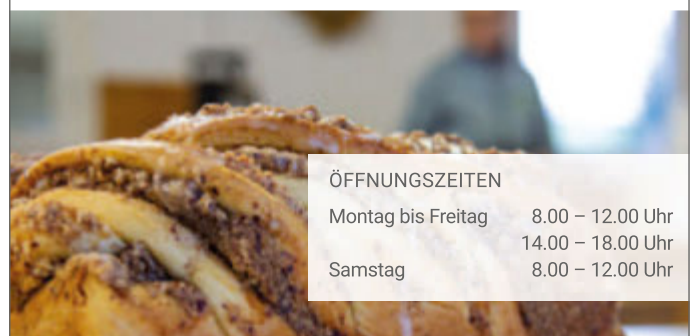 ÖFFNUNGSZEITEN
Montag bis Freitag 8.00 – 12.00 Uhr
14.00 – 18.00 Uhr
Samstag 8.00 – 12.00 Uhr